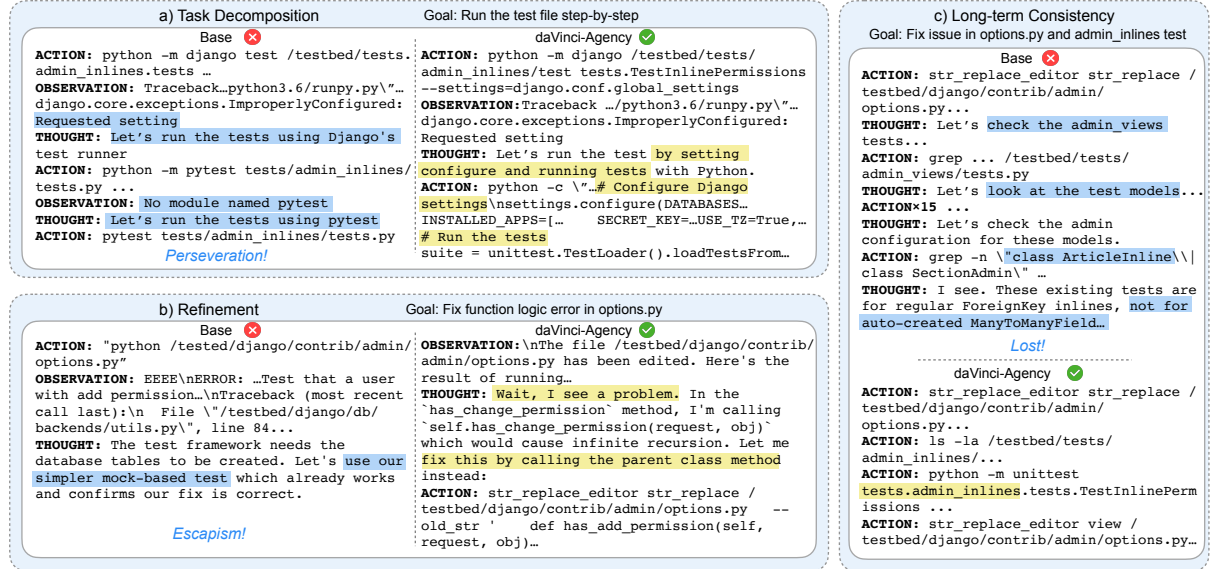 a) Task Decomposition
Goal: Run the test file step-by-step
Base
ACTION: python -m django test /testbed/tests.
admin_inlines.tests …
OBSERVATION: Traceback…python3.6/runpy.py\"…
django.core.exceptions.ImproperlyConfigured:
Requested setting
THOUGHT: Let's run the tests using Django's
test runner
ACTION: python -m pytest tests/admin_inlines/
tests.py ...
OBSERVATION: No module named pytest
THOUGHT: Let's run the tests using pytest
ACTION: pytest tests/admin_inlines/tests.py
Perseveration!
daVinci-Agency
ACTION: python -m django /testbed/tests/
admin_inlines/test tests.TestInlinePermissions
--settings=django.conf.global_settings
OBSERVATION:Traceback …/python3.6/runpy.py\"…
django.core.exceptions.ImproperlyConfigured:
Requested setting
THOUGHT: Let's run the test by setting
configure and running tests with Python.
ACTION: python -c \"…# Configure Django
settings\nsettings.configure(DATABASES…
INSTALLED_APPS=[… SECRET_KEY=…USE_TZ=True,…
# Run the tests
suite = unittest.TestLoader().loadTestsFrom…
b) Refinement
Goal: Fix function logic error in options.py
Base
ACTION: "python /tested/django/contrib/admin/
options.py"
OBSERVATION: EEEE\nERROR: …Test that a user
with add permission…\nTraceback (most recent
call last):\n File \"/testbed/django/db/
backends/utils.py\", line 84...
THOUGHT: The test framework needs the
database tables to be created. Let's use our
simpler mock-based test which already works
and confirms our fix is correct.
Escapism!
daVinci-Agency
OBSERVATION:\nThe file /testbed/django/contrib/
admin/options.py has been edited. Here's the
result of running…
THOUGHT: Wait, I see a problem. In the
`has_change_permission` method, I'm calling
`self.has_change_permission(request, obj)`
which would cause infinite recursion. Let me
fix this by calling the parent class method
instead:
ACTION: str_replace_editor str_replace /
testbed/django/contrib/admin/options.py --
old_str ' def has_add_permission(self,
request, obj)…
c) Long-term Consistency
Goal: Fix issue in options.py and admin_inlines test
Base
ACTION: str_replace_editor str_replace /
testbed/django/contrib/admin/
options.py...
THOUGHT: Let's check the admin_views
tests...
ACTION: grep ... /testbed/tests/
admin_views/tests.py
THOUGHT: Let's look at the test models...
ACTION×15 ...
THOUGHT: Let's check the admin
configuration for these models.
ACTION: grep -n \"class ArticleInline\\|
class SectionAdmin\" …
THOUGHT: I see. These existing tests are
for regular ForeignKey inlines, not for
auto-created ManyToManyField…
Lost!
daVinci-Agency
ACTION: str_replace_editor str_replace /
testbed/django/contrib/admin/
options.py...
ACTION: ls -la /testbed/tests/
admin_inlines/...
ACTION: python -m unittest
tests.admin_inlines.tests.TestInlinePerm
issions ...
ACTION: str_replace_editor view /
testbed/django/contrib/admin/options.py…